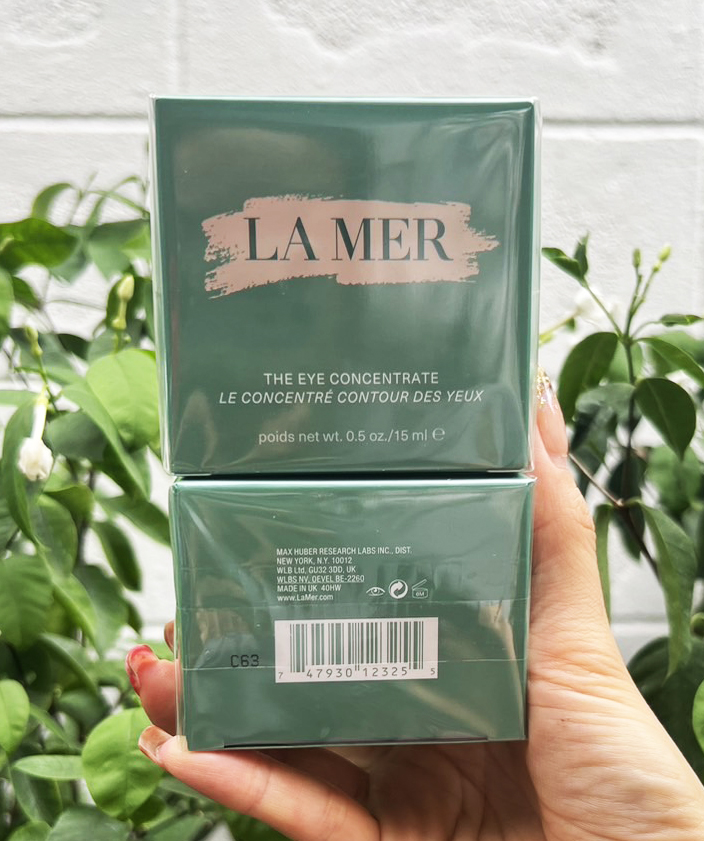 LA MER
THE EYE CONCENTRATE
LE CONCENTRÉ CONTOUR DES YEUX
poids net wt. 0.5 oz./15 ml ℮
MAX HUBER RESEARCH LABS INC., DIST.
NEW YORK, N.Y. 10012
WLB Ltd, GU32 3DD, UK
WLBS NV, OEVEL BE-2260
MADE IN UK 40HW
www.LaMer.com
6M
C63
7 47930 12325 5